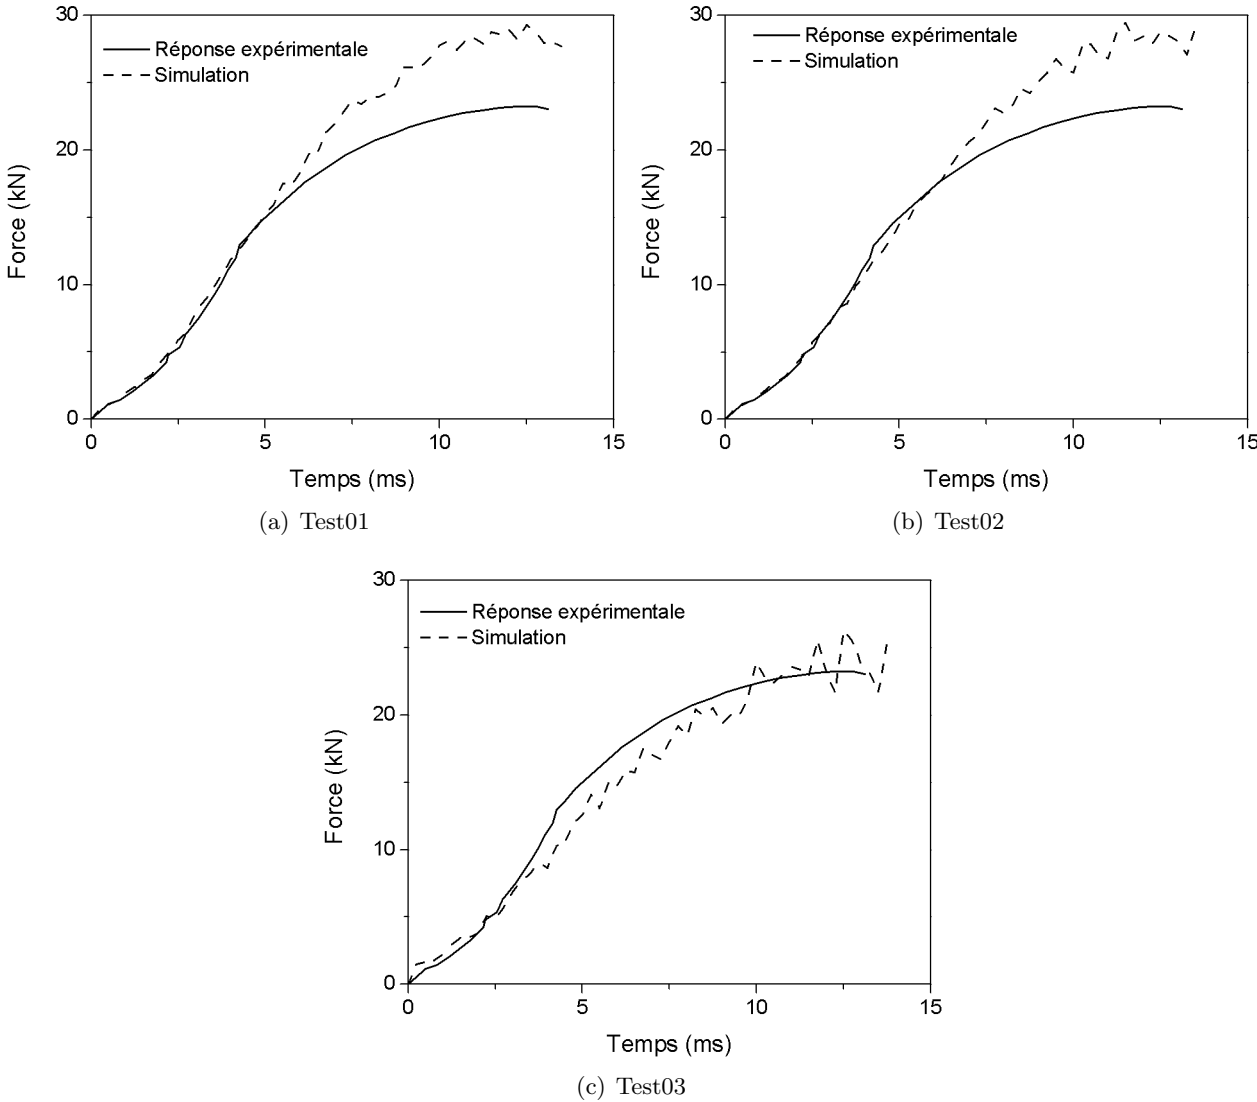 30
20
10
0
Force (kN)
Réponse expérimentale
Simulation
0 5 10 15
Temps (ms)
(a) Test01
30
20
10
0
Force (kN)
Réponse expérimentale
Simulation
0 5 10 15
Temps (ms)
(b) Test02
30
20
10
0
Force (kN)
Réponse expérimentale
Simulation
0 5 10 15
Temps (ms)
(c) Test03